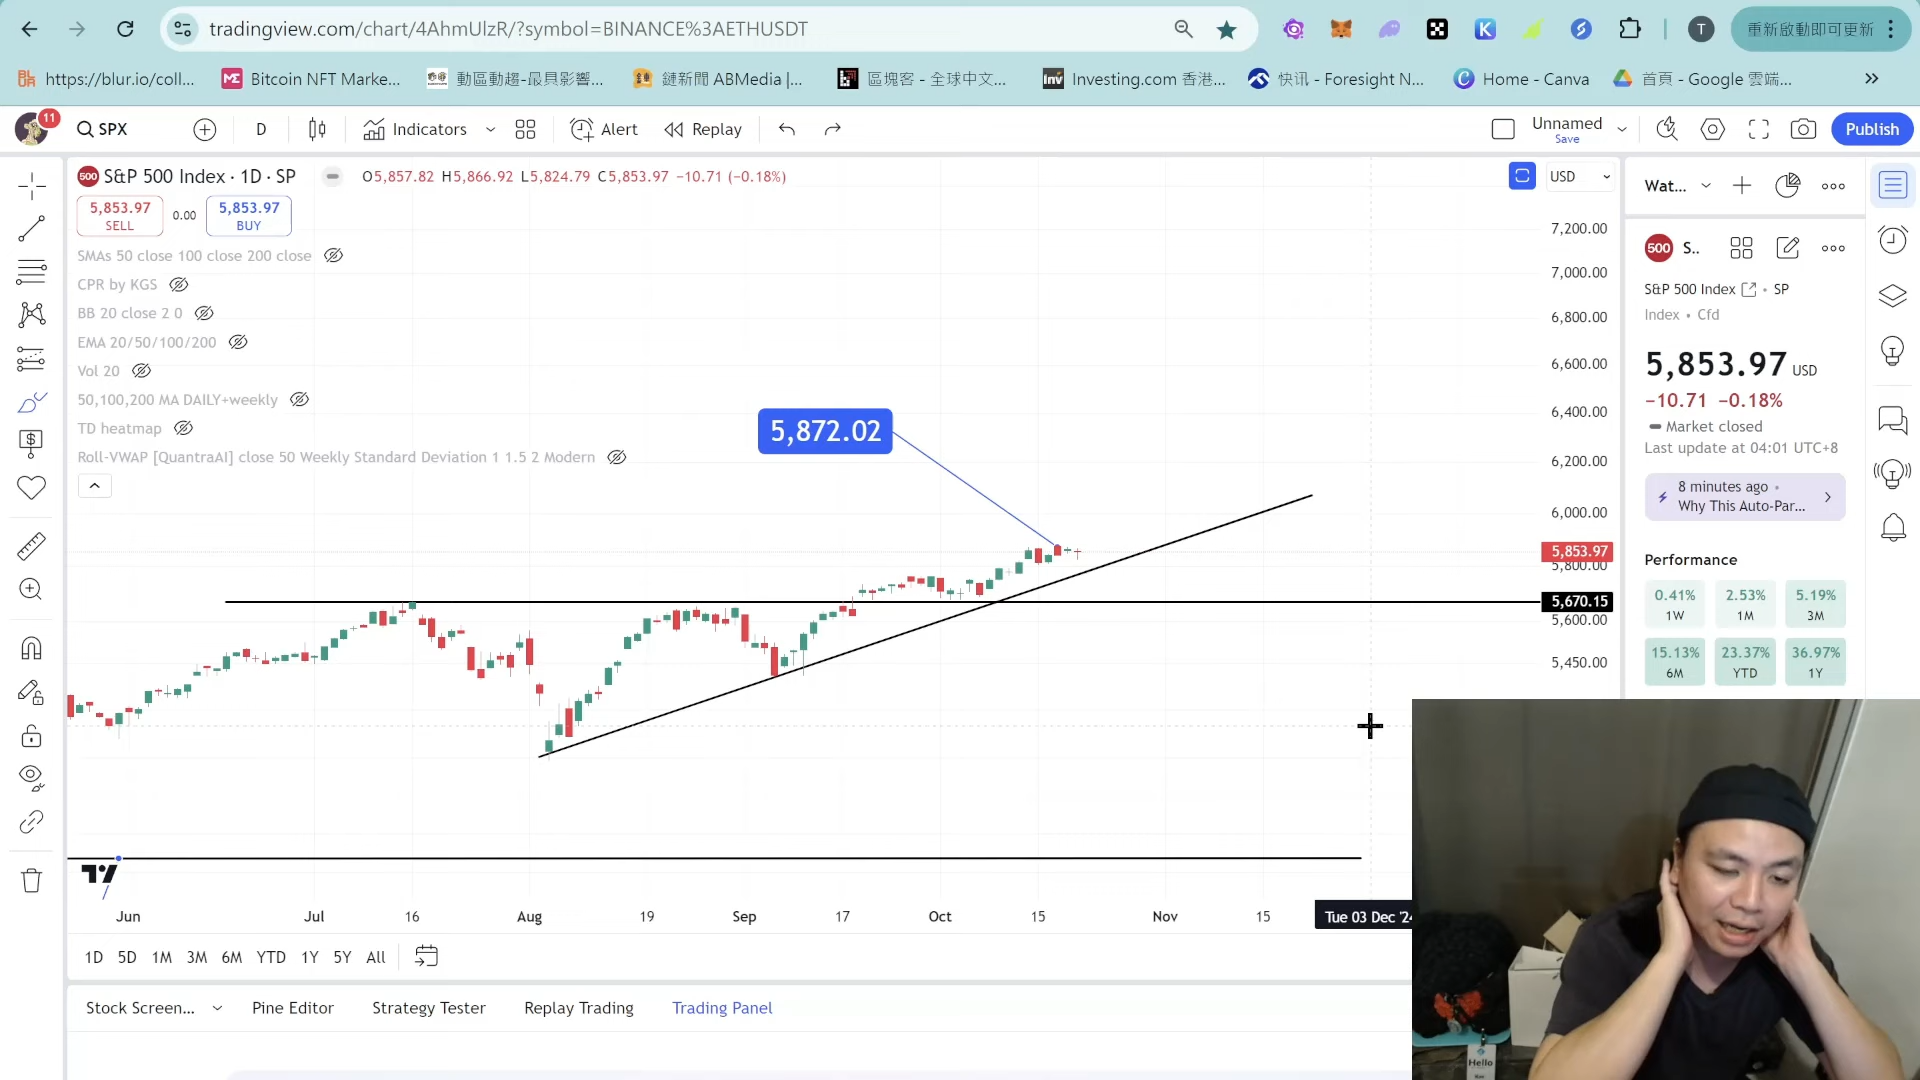 tradingview.com/chart/4AhmUlzR/?symbol=BINANCE%3AETHUSDT
T
重新啟動即可更新
https://blur.io/coll...
Bitcoin NFT Marke...
動區動趨-最具影響...
鏈新聞 ABMedia |...
區塊客 - 全球中文...
Investing.com 香港...
快讯 - Foresight N...
Home - Canva
首頁 - Google 雲端...
11
SPX
D
Indicators
Alert
Replay
Unnamed
Save
Publish
500 S&P 500 Index · 1D · SP
O5,857.82 H5,866.92 L5,824.79 C5,853.97 −10.71 (−0.18%)
USD
5,853.97
SELL
0.00
5,853.97
BUY
SMAs 50 close 100 close 200 close
CPR by KGS
BB 20 close 2 0
EMA 20/50/100/200
Vol 20
50,100,200 MA DAILY+weekly
TD heatmap
Roll-VWAP [QuantraAI] close 50 Weekly Standard Deviation 1 1.5 2 Modern
5,872.02
7,200.00
7,000.00
6,800.00
6,600.00
6,400.00
6,200.00
6,000.00
5,853.97
5,800.00
5,670.15
5,600.00
5,450.00
Jun
Jul
16
Aug
19
Sep
17
Oct
15
Nov
15
Tue 03 Dec '24
1D 5D 1M 3M 6M YTD 1Y 5Y All
Stock Screen...
Pine Editor
Strategy Tester
Replay Trading
Trading Panel
Wat...
500 S..
S&P 500 Index • SP
Index • Cfd
5,853.97 USD
−10.71 −0.18%
Market closed
Last update at 04:01 UTC+8
8 minutes ago •
Why This Auto-Par...
Performance
0.41%
1W
2.53%
1M
5.19%
3M
15.13%
6M
23.37%
YTD
36.97%
1Y
Hello